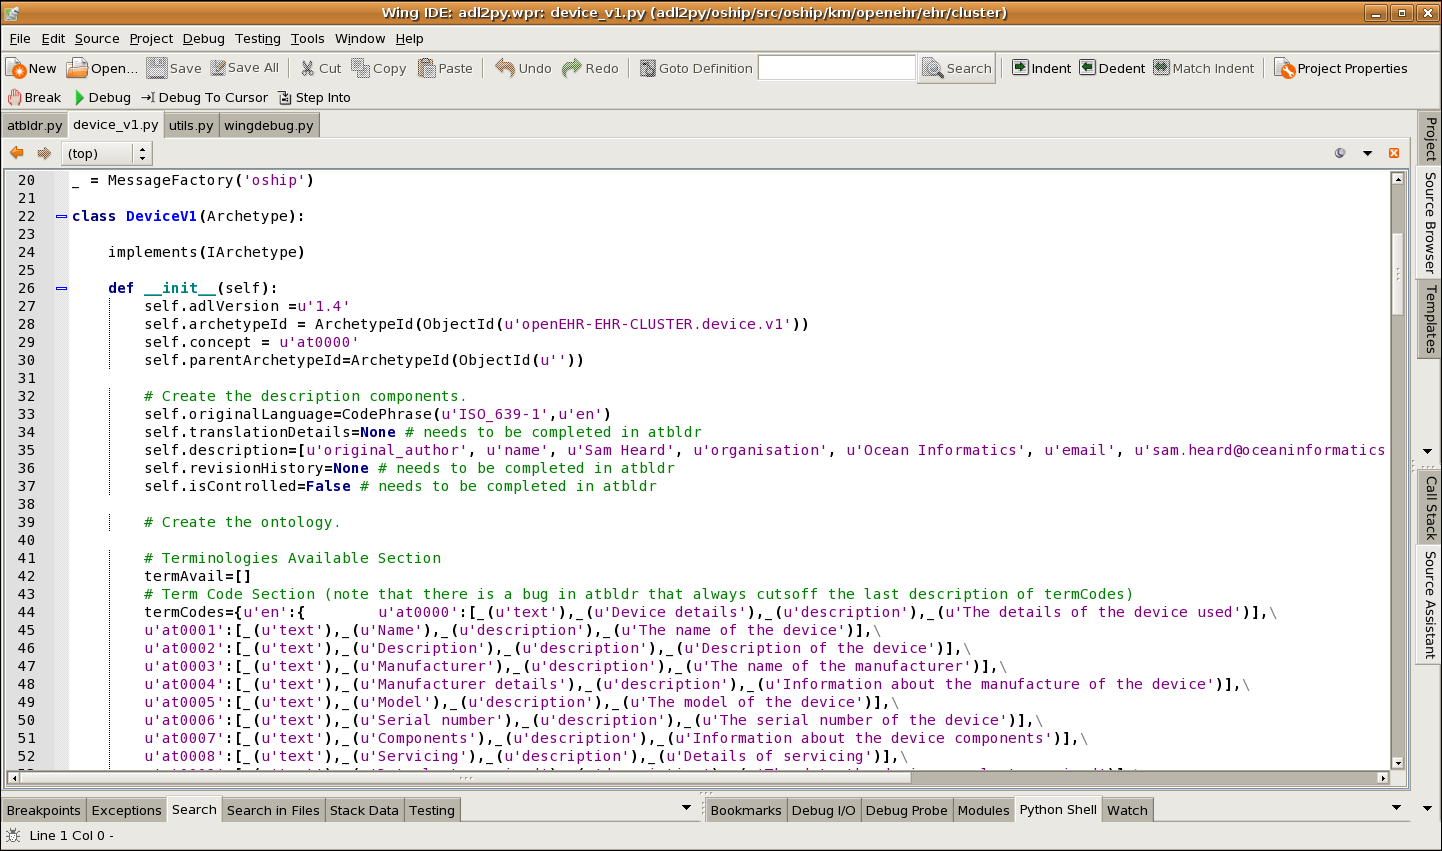 Wing IDE: adl2py.wpr: device_v1.py (adl2py/oship/src/oship/km/openehr/ehr/cluster)
File Edit Source Project Debug Testing Tools Window Help
New Open... Save Save All Cut Copy Paste Undo Redo Goto Definition Search Indent Dedent Match Indent Project Properties
Break Debug Debug To Cursor Step Into
atbldr.py device_v1.py utils.py wingdebug.py
(top)
20 _ = MessageFactory('oship')
21
22 class DeviceV1(Archetype):
23
24     implements(IArchetype)
25
26     def __init__(self):
27         self.adlVersion =u'1.4'
28         self.archetypeId = ArchetypeId(ObjectId(u'openEHR-EHR-CLUSTER.device.v1'))
29         self.concept = u'at0000'
30         self.parentArchetypeId=ArchetypeId(ObjectId(u''))
31
32         # Create the description components.
33         self.originalLanguage=CodePhrase(u'ISO_639-1',u'en')
34         self.translationDetails=None # needs to be completed in atbldr
35         self.description=[u'original_author', u'name', u'Sam Heard', u'organisation', u'Ocean Informatics', u'email', u'sam.heard@oceaninformatics
36         self.revisionHistory=None # needs to be completed in atbldr
37         self.isControlled=False # needs to be completed in atbldr
38
39         # Create the ontology.
40
41         # Terminologies Available Section
42         termAvail=[]
43         # Term Code Section (note that there is a bug in atbldr that always cutsoff the last description of termCodes)
44         termCodes={u'en':{        u'at0000':[_(u'text'),_(u'Device details'),_(u'description'),_(u'The details of the device used')],\
45         u'at0001':[_(u'text'),_(u'Name'),_(u'description'),_(u'The name of the device')],\
46         u'at0002':[_(u'text'),_(u'Description'),_(u'description'),_(u'Description of the device')],\
47         u'at0003':[_(u'text'),_(u'Manufacturer'),_(u'description'),_(u'The name of the manufacturer')],\
48         u'at0004':[_(u'text'),_(u'Manufacturer details'),_(u'description'),_(u'Information about the manufacture of the device')],\
49         u'at0005':[_(u'text'),_(u'Model'),_(u'description'),_(u'The model of the device')],\
50         u'at0006':[_(u'text'),_(u'Serial number'),_(u'description'),_(u'The serial number of the device')],\
51         u'at0007':[_(u'text'),_(u'Components'),_(u'description'),_(u'Information about the device components')],\
52         u'at0008':[_(u'text'),_(u'Servicing'),_(u'description'),_(u'Details of servicing')],\
Project
Source Browser
Templates
Call Stack
Source Assistant
Breakpoints Exceptions Search Search in Files Stack Data Testing Bookmarks Debug I/O Debug Probe Modules Python Shell Watch
Line 1 Col 0 -